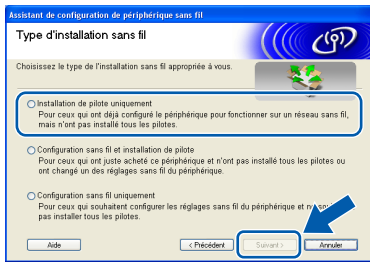 Assistant de configuration de périphérique sans fil
Type d'installation sans fil
Choisissez le type de l'installation sans fil appropriée á vous.
Installation de pilote uniquement
Pour ceux qui ont déjà configuré le périphérique pour fonctionner sur un réseau sans fil,
mais n'ont pas installé tous les pilotes.
Configuration sans fil et installation de pilote
Pour ceux qui ont juste acheté ce périphérique et n'ont pas installé tous les pilotes ou
ont changé un des réglages sans fil du périphérique.
Configuration sans fil uniquement
Pour ceux qui souhaitent configurer les réglages sans fil du périphérique et
pas installer tous les pilotes.
Aide
< Précédent
Suivant >
Annuler